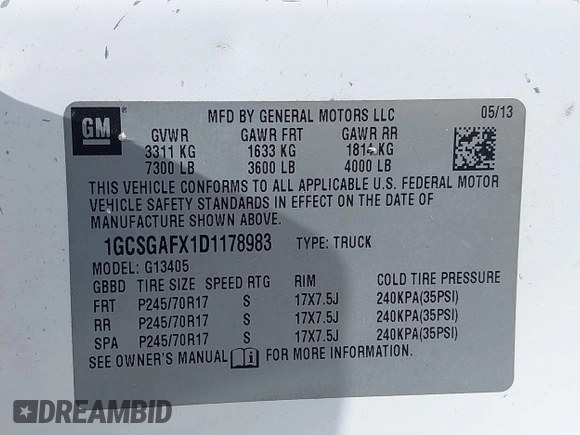 GM
MFD BY GENERAL MOTORS LLC 05/13
GVWR GAWR FRT GAWR RR
3311 KG 1633 KG 1814 KG
7300 LB 3600 LB 4000 LB
THIS VEHICLE CONFORMS TO ALL APPLICABLE U.S. FEDERAL MOTOR
VEHICLE SAFETY STANDARDS IN EFFECT ON THE DATE OF
MANUFACTURE SHOWN ABOVE.
1GCSGAFX1D1178983 TYPE: TRUCK
MODEL: G13405
GBBD TIRE SIZE SPEED RTG RIM COLD TIRE PRESSURE
FRT P245/70R17 S 17X7.5J 240KPA(35PSI)
RR P245/70R17 S 17X7.5J 240KPA(35PSI)
SPA P245/70R17 S 17X7.5J 240KPA(35PSI)
SEE OWNER'S MANUAL FOR MORE INFORMATION.
DREAMBID